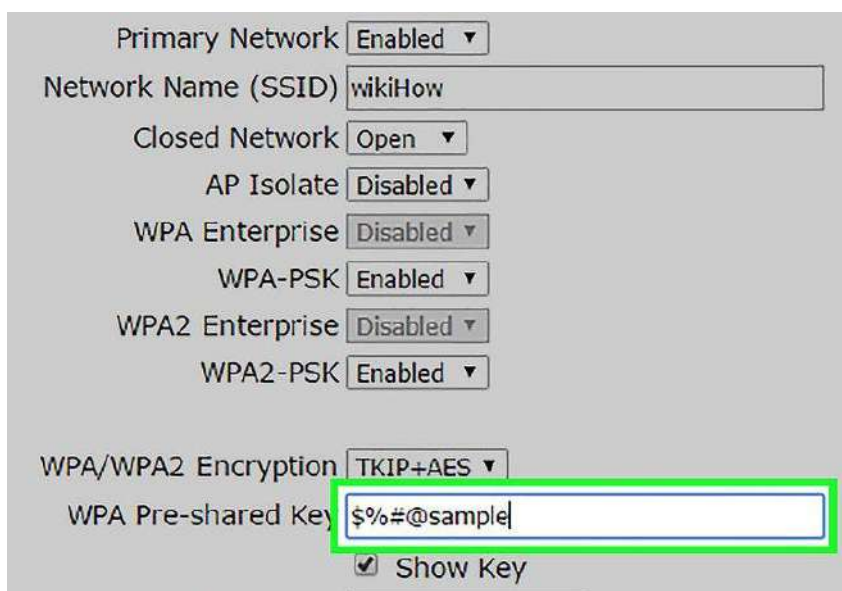 Primary Network Enabled
Network Name (SSID) wikiHow
Closed Network Open
AP Isolate Disabled
WPA Enterprise Disabled
WPA-PSK Enabled
WPA2 Enterprise Disabled
WPA2-PSK Enabled
WPA/WPA2 Encryption TKIP+AES
WPA Pre-shared Key $%#@sample
Show Key